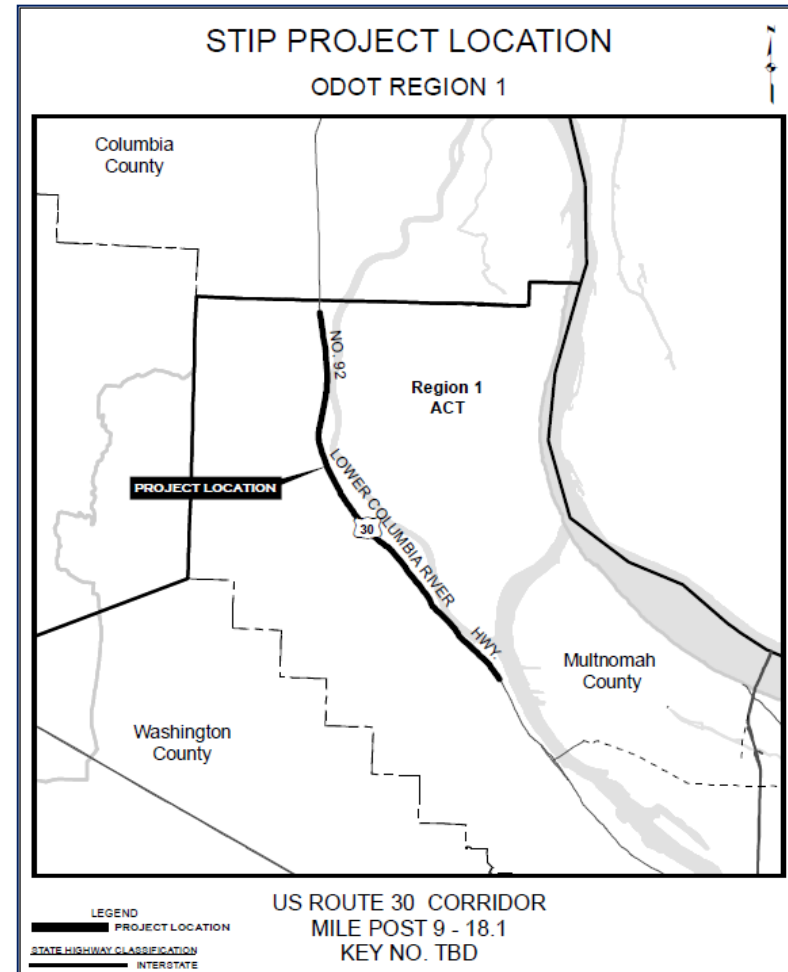 STIP PROJECT LOCATION
ODOT REGION 1
N
Columbia
County
NO. 92
Region 1
ACT
PROJECT LOCATION
LOWER COLUMBIA RIVER HWY.
30
Multnomah
County
Washington
County
US ROUTE 30 CORRIDOR
MILE POST 9 - 18.1
KEY NO. TBD
LEGEND
PROJECT LOCATION
STATE HIGHWAY CLASSIFICATION
INTERSTATE